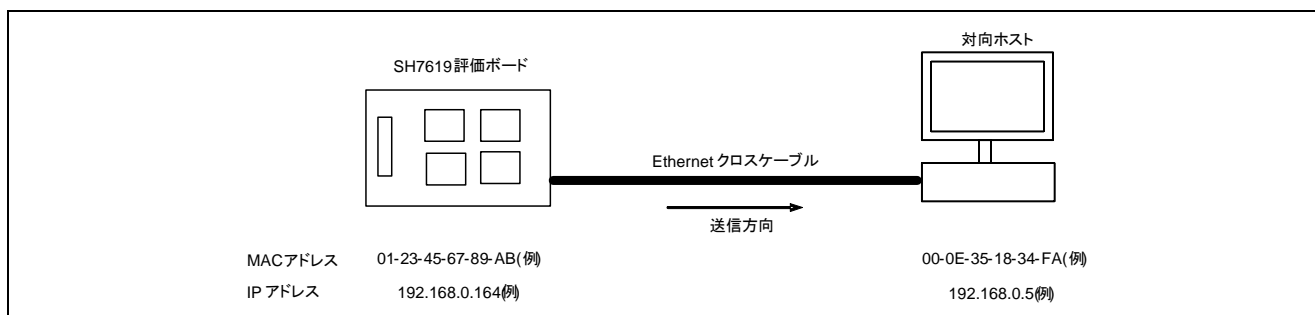 対向ホスト
SH7619評価ボード
Ethernet クロスケーブル
送信方向
MACアドレス 01-23-45-67-89-AB(例) 00-0E-35-18-34-FA(例)
IP アドレス 192.168.0.164(例) 192.168.0.5(例)